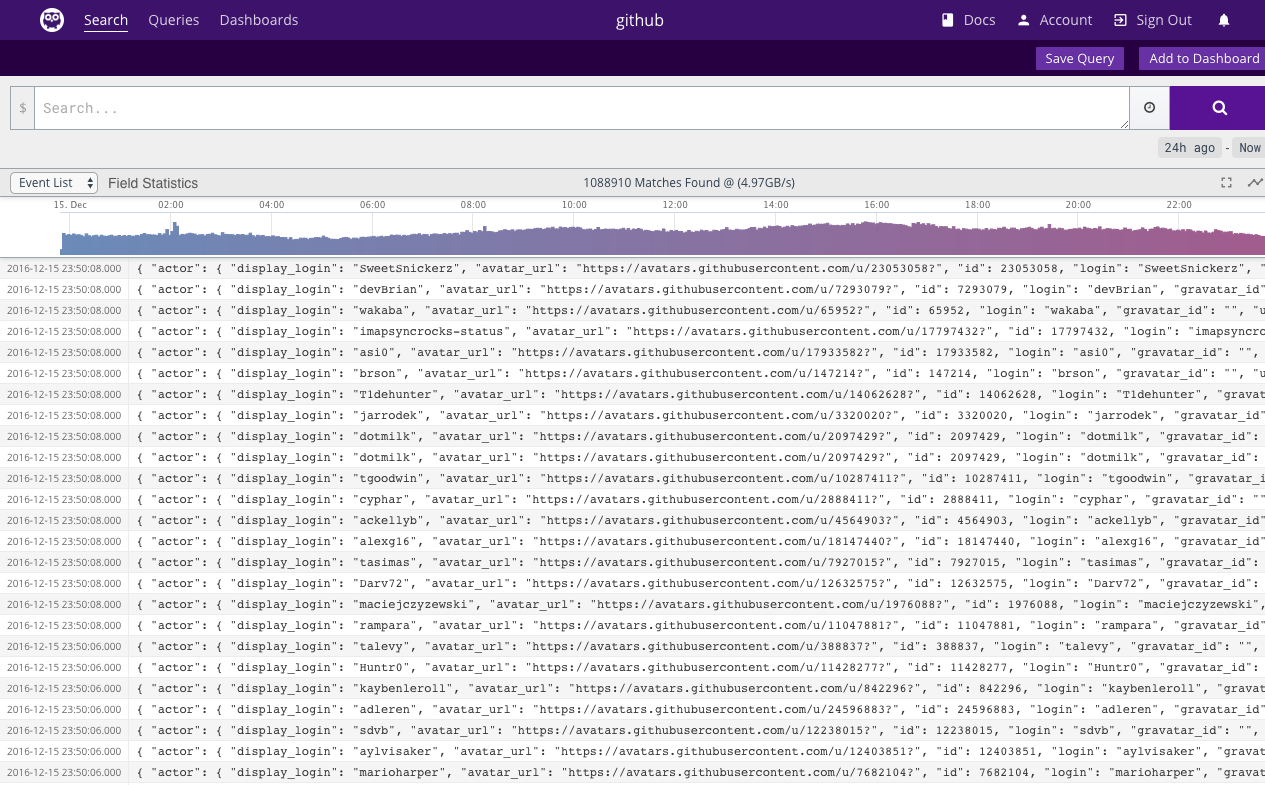 Search Queries Dashboards github Docs Account Sign Out
Save Query Add to Dashboard
$ Search...
24h ago - Now
Event List Field Statistics 1088910 Matches Found @ (4.97GB/s)
15. Dec 02:00 04:00 06:00 08:00 10:00 12:00 14:00 16:00 18:00 20:00 22:00
2016-12-15 23:50:08.000 { "actor": { "display_login": "SweetSnickerz", "avatar_url": "https://avatars.githubusercontent.com/u/23053058?", "id": 23053058, "login": "SweetSnickerz", "
2016-12-15 23:50:08.000 { "actor": { "display_login": "devBrian", "avatar_url": "https://avatars.githubusercontent.com/u/7293079?", "id": 7293079, "login": "devBrian", "gravatar_id"
2016-12-15 23:50:08.000 { "actor": { "display_login": "wakaba", "avatar_url": "https://avatars.githubusercontent.com/u/65952?", "id": 65952, "login": "wakaba", "gravatar_id": "", "u
2016-12-15 23:50:08.000 { "actor": { "display_login": "imapsyncrocks-status", "avatar_url": "https://avatars.githubusercontent.com/u/17797432?", "id": 17797432, "login": "imapsyncro
2016-12-15 23:50:08.000 { "actor": { "display_login": "asi0", "avatar_url": "https://avatars.githubusercontent.com/u/17933582?", "id": 17933582, "login": "asi0", "gravatar_id": "",
2016-12-15 23:50:08.000 { "actor": { "display_login": "brson", "avatar_url": "https://avatars.githubusercontent.com/u/147214?", "id": 147214, "login": "brson", "gravatar_id": "", "u
2016-12-15 23:50:08.000 { "actor": { "display_login": "T1dehunter", "avatar_url": "https://avatars.githubusercontent.com/u/14062628?", "id": 14062628, "login": "T1dehunter", "gravat
2016-12-15 23:50:08.000 { "actor": { "display_login": "jarrodek", "avatar_url": "https://avatars.githubusercontent.com/u/3320020?", "id": 3320020, "login": "jarrodek", "gravatar_id"
2016-12-15 23:50:08.000 { "actor": { "display_login": "dotmilk", "avatar_url": "https://avatars.githubusercontent.com/u/2097429?", "id": 2097429, "login": "dotmilk", "gravatar_id":
2016-12-15 23:50:08.000 { "actor": { "display_login": "dotmilk", "avatar_url": "https://avatars.githubusercontent.com/u/2097429?", "id": 2097429, "login": "dotmilk", "gravatar_id":
2016-12-15 23:50:08.000 { "actor": { "display_login": "tgoodwin", "avatar_url": "https://avatars.githubusercontent.com/u/10287411?", "id": 10287411, "login": "tgoodwin", "gravatar_i
2016-12-15 23:50:08.000 { "actor": { "display_login": "cyphar", "avatar_url": "https://avatars.githubusercontent.com/u/2888411?", "id": 2888411, "login": "cyphar", "gravatar_id": ""
2016-12-15 23:50:08.000 { "actor": { "display_login": "ackellyb", "avatar_url": "https://avatars.githubusercontent.com/u/4564903?", "id": 4564903, "login": "ackellyb", "gravatar_id"
2016-12-15 23:50:08.000 { "actor": { "display_login": "alexg16", "avatar_url": "https://avatars.githubusercontent.com/u/18147440?", "id": 18147440, "login": "alexg16", "gravatar_id"
2016-12-15 23:50:08.000 { "actor": { "display_login": "tasimas", "avatar_url": "https://avatars.githubusercontent.com/u/7927015?", "id": 7927015, "login": "tasimas", "gravatar_id":
2016-12-15 23:50:08.000 { "actor": { "display_login": "Darv72", "avatar_url": "https://avatars.githubusercontent.com/u/12632575?", "id": 12632575, "login": "Darv72", "gravatar_id":
2016-12-15 23:50:08.000 { "actor": { "display_login": "maciejczyzewski", "avatar_url": "https://avatars.githubusercontent.com/u/1976088?", "id": 1976088, "login": "maciejczyzewski",
2016-12-15 23:50:08.000 { "actor": { "display_login": "rampara", "avatar_url": "https://avatars.githubusercontent.com/u/11047881?", "id": 11047881, "login": "rampara", "gravatar_id"
2016-12-15 23:50:06.000 { "actor": { "display_login": "talevy", "avatar_url": "https://avatars.githubusercontent.com/u/388837?", "id": 388837, "login": "talevy", "gravatar_id": "",
2016-12-15 23:50:06.000 { "actor": { "display_login": "Huntr0", "avatar_url": "https://avatars.githubusercontent.com/u/11428277?", "id": 11428277, "login": "Huntr0", "gravatar_id":
2016-12-15 23:50:06.000 { "actor": { "display_login": "kaybenleroll", "avatar_url": "https://avatars.githubusercontent.com/u/842296?", "id": 842296, "login": "kaybenleroll", "gravat
2016-12-15 23:50:06.000 { "actor": { "display_login": "adleren", "avatar_url": "https://avatars.githubusercontent.com/u/24596883?", "id": 24596883, "login": "adleren", "gravatar_id"
2016-12-15 23:50:06.000 { "actor": { "display_login": "sdvb", "avatar_url": "https://avatars.githubusercontent.com/u/12238015?", "id": 12238015, "login": "sdvb", "gravatar_id": "",
2016-12-15 23:50:06.000 { "actor": { "display_login": "aylvisaker", "avatar_url": "https://avatars.githubusercontent.com/u/12403851?", "id": 12403851, "login": "aylvisaker", "gravat
2016-12-15 23:50:06.000 { "actor": { "display_login": "marioharper", "avatar_url": "https://avatars.githubusercontent.com/u/7682104?", "id": 7682104, "login": "marioharper", "gravat